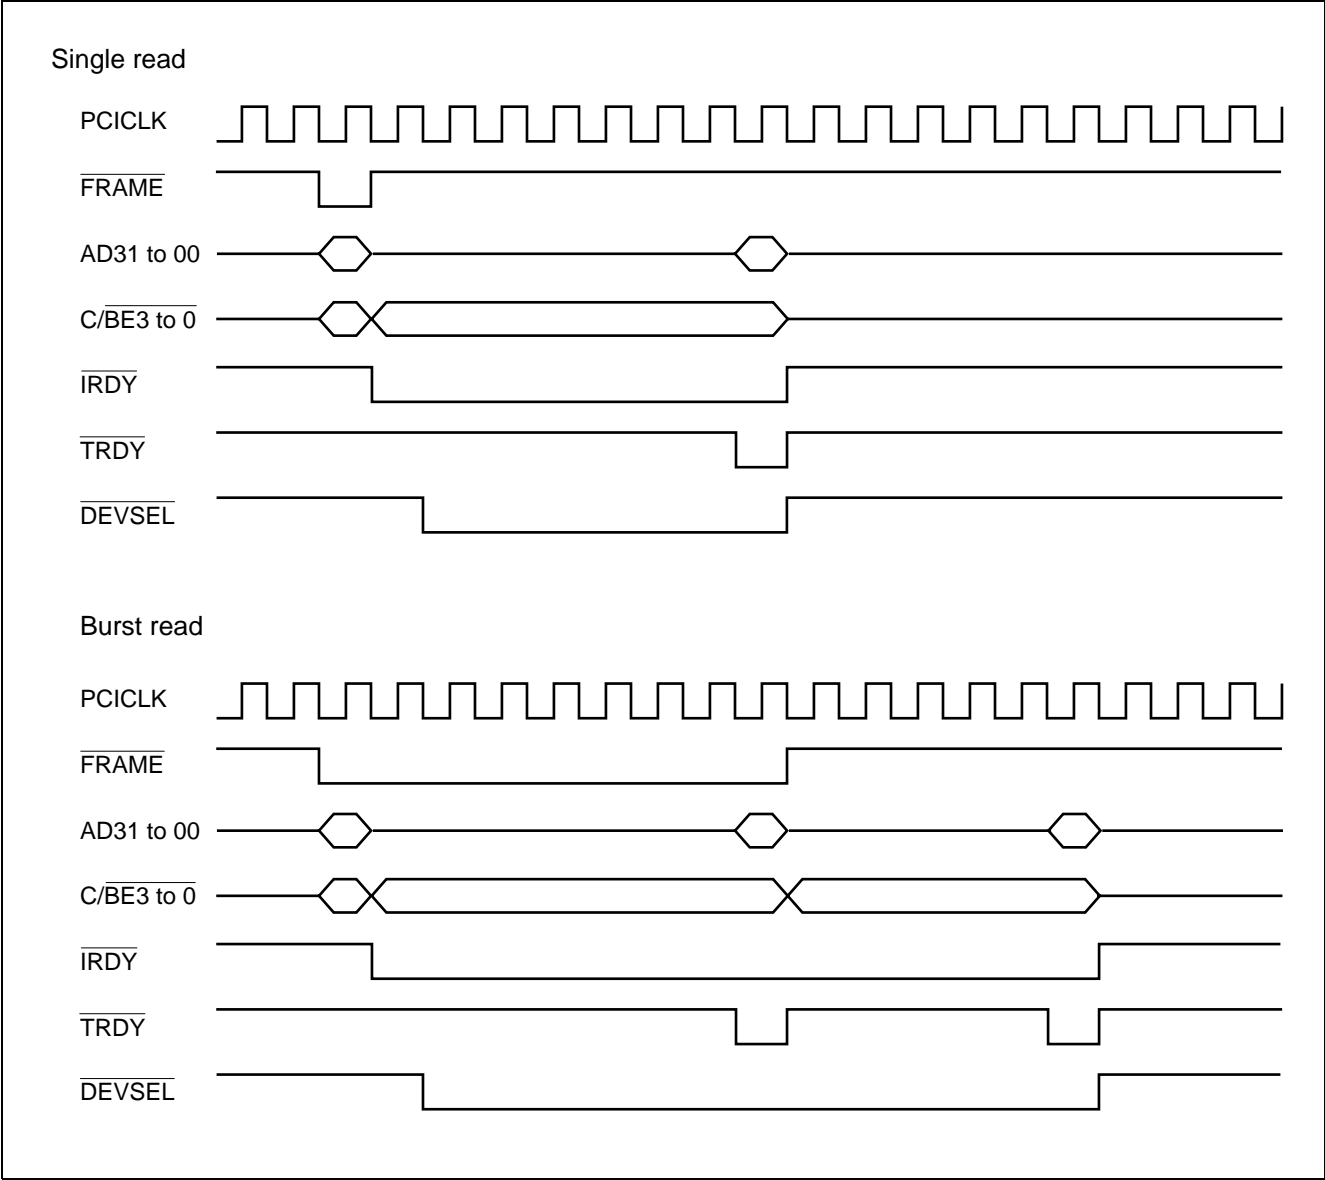 Single read
PCICLK
FRAME
AD31 to 00
C/BE3 to 0
IRDY
TRDY
DEVSEL
Burst read
PCICLK
FRAME
AD31 to 00
C/BE3 to 0
IRDY
TRDY
DEVSEL